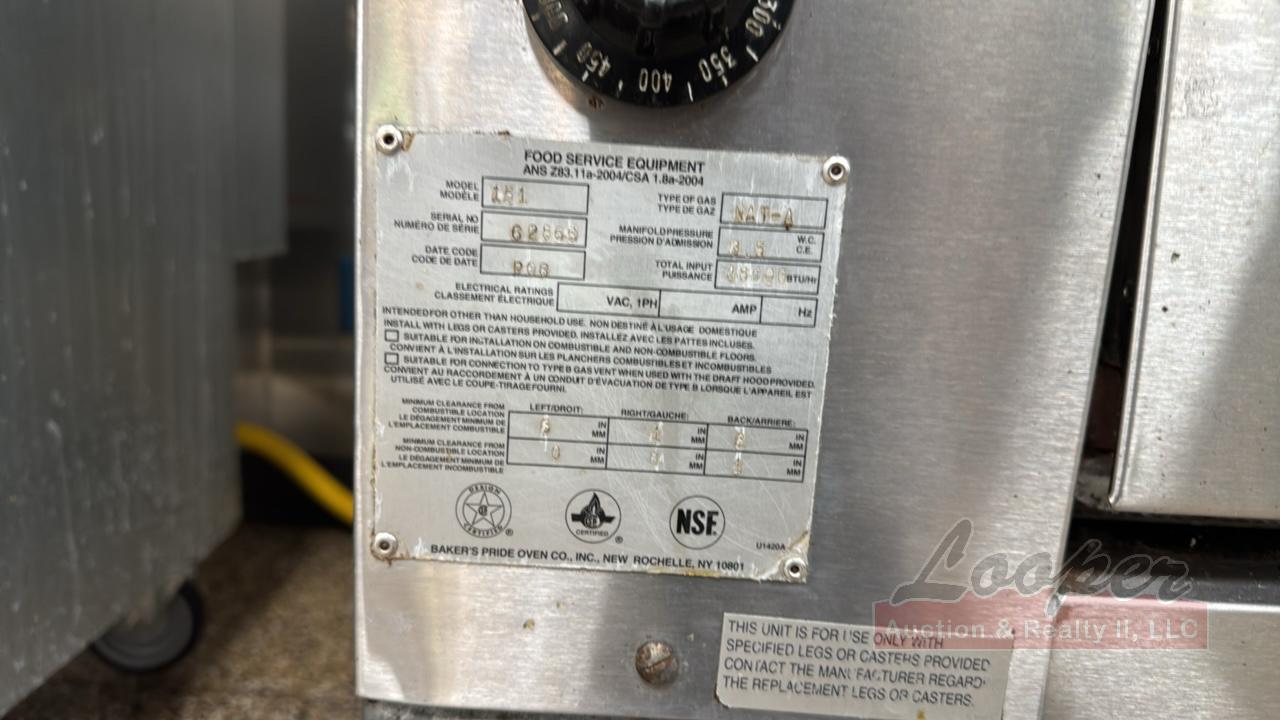 300
350
400
450
FOOD SERVICE EQUIPMENT
ANS Z83.11a-2004/CSA 1.8a-2004
MODEL
MODÈLE
151
TYPE OF GAS
TYPE DE GAZ
NAT-A
SERIAL NO
NUMÉRO DE SÉRIE
MANIFOLD PRESSURE
PRESSION D'ADMISSION
W.C.
C.E.
DATE CODE
CODE DE DATE
TOTAL INPUT
PUISSANCE
BTU/Hr
ELECTRICAL RATINGS
CLASSEMENT ÉLECTRIQUE
VAC, 1PH
AMP
Hz
INTENDED FOR OTHER THAN HOUSEHOLD USE. NON DESTINÉ À L'USAGE DOMESTIQUE
INSTALL WITH LEGS OR CASTERS PROVIDED. INSTALLEZ AVEC LES PATTES INCLUSES.
SUITABLE FOR INSTALLATION ON COMBUSTIBLE AND NON-COMBUSTIBLE FLOORS.
CONVIENT À L'INSTALLATION SUR LES PLANCHERS COMBUSTIBLES ET INCOMBUSTIBLES
SUITABLE FOR CONNECTION TO TYPE B GAS VENT WHEN USED WITH THE DRAFT HOOD PROVIDED.
CONVIENT AU RACCORDEMENT À UN CONDUIT D'ÉVACUATION DE TYPE B LORSQUE L'APPAREIL EST
UTILISÉ AVEC LE COUPE-TIRAGE FOURNI.
LEFT/DROIT:
RIGHT/GAUCHE:
BACK/ARRIERE:
MINIMUM CLEARANCE FROM
COMBUSTIBLE LOCATION
LE DÉGAGEMENT MINIMUM DE
L'EMPLACEMENT COMBUSTIBLE
IN
MM
IN
MM
IN
MM
MINIMUM CLEARANCE FROM
NON-COMBUSTIBLE LOCATION
LE DÉGAGEMENT MINIMUM DE
L'EMPLACEMENT INCOMBUSTIBLE
0 IN
MM
IN
MM
IN
MM
DESIGN
CERTIFIED
®
CERTIFIED
®
NSF.
U1420A
BAKER'S PRIDE OVEN CO., INC., NEW ROCHELLE, NY 10801
THIS UNIT IS FOR USE ONLY WITH
SPECIFIED LEGS OR CASTERS PROVIDED
CONTACT THE MANUFACTURER REGARD
THE REPLACEMENT LEGS OR CASTERS.
Looper
Auction & Realty II, LLC